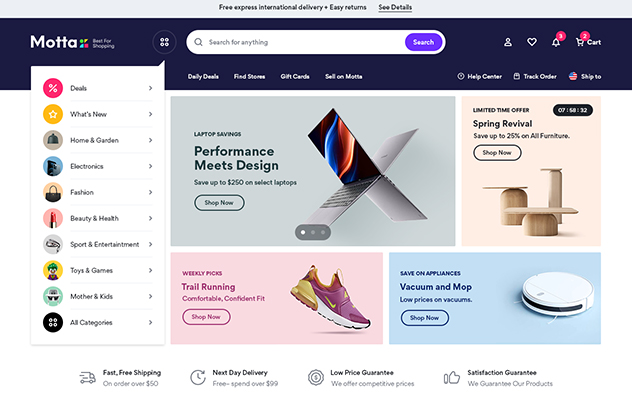 Free express international delivery + Easy returns See Details
Motta Best For Shopping
Search for anything Search
3
2
Cart
Daily Deals Find Stores Gift Cards Sell on Motta
Help Center Track Order Ship to
Deals
What's New
Home & Garden
Electronics
Fashion
Beauty & Health
Sport & Entertaintment
Toys & Games
Mother & Kids
All Categories
LAPTOP SAVINGS
Performance
Meets Design
Save up to $250 on select laptops
Shop Now
LIMITED TIME OFFER 07 : 58 : 32
Spring Revival
Save up to 25% on All Furniture.
Shop Now
WEEKLY PICKS
Trail Running
Comfortable, Confident Fit
Shop Now
SAVE ON APPLIANCES
Vacuum and Mop
Low prices on vacuums.
Shop Now
Fast, Free Shipping
On order over $50
Next Day Delivery
Free– spend over $99
Low Price Guarantee
We offer competitive prices
Satisfaction Guarantee
We Guarantee Our Products